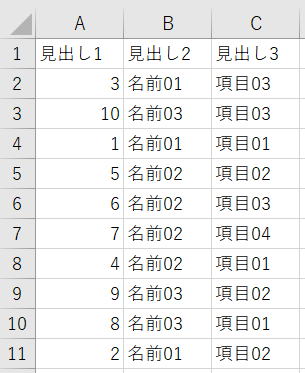 A B C
1 見出し1 見出し2 見出し3
2 3 名前01 項目03
3 10 名前03 項目03
4 1 名前01 項目01
5 5 名前02 項目02
6 6 名前02 項目03
7 7 名前02 項目04
8 4 名前02 項目01
9 9 名前03 項目02
10 8 名前03 項目01
11 2 名前01 項目02